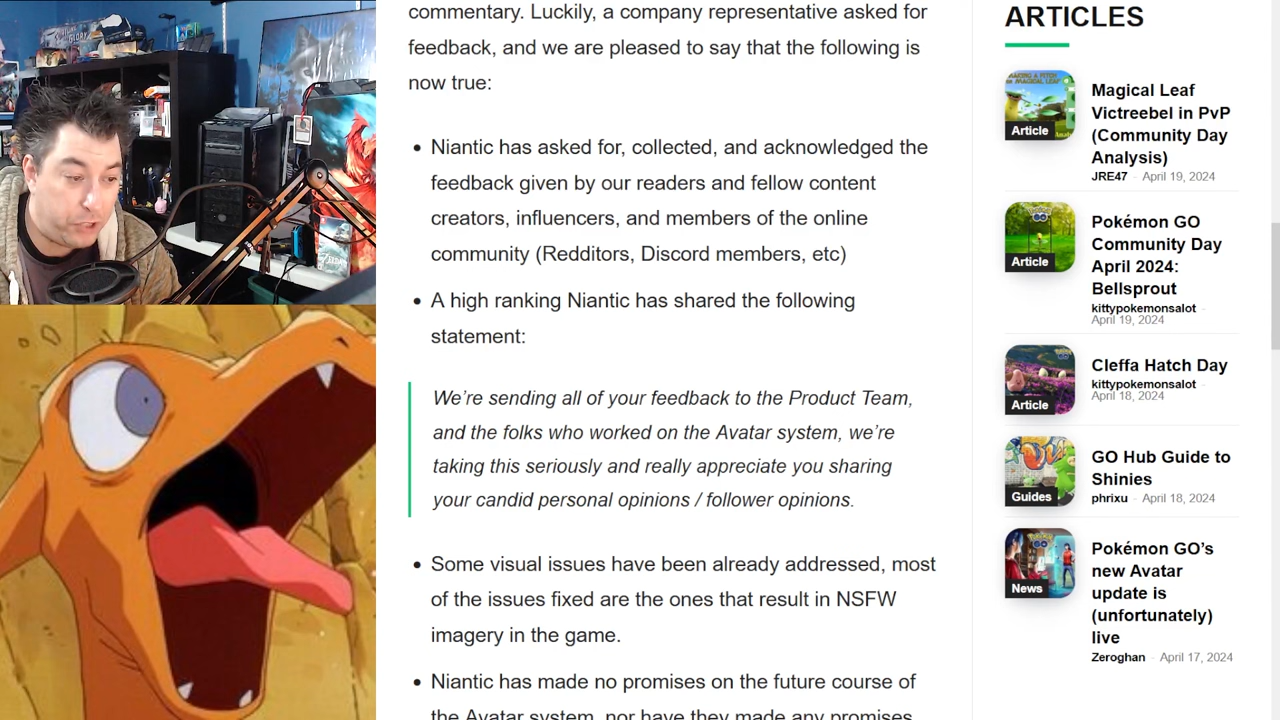 commentary. Luckily, a company representative asked for
feedback, and we are pleased to say that the following is
now true:
• Niantic has asked for, collected, and acknowledged the
feedback given by our readers and fellow content
creators, influencers, and members of the online
community (Redditors, Discord members, etc)
• A high ranking Niantic has shared the following
statement:
We’re sending all of your feedback to the Product Team,
and the folks who worked on the Avatar system, we’re
taking this seriously and really appreciate you sharing
your candid personal opinions / follower opinions.
• Some visual issues have been already addressed, most
of the issues fixed are the ones that result in NSFW
imagery in the game.
• Niantic has made no promises on the future course of
the Avatar system, nor have they made any promises
ARTICLES
Article
Magical Leaf
Victreebel in PvP
(Community Day
Analysis)
JRE47 - April 19, 2024
Article
Pokémon GO
Community Day
April 2024:
Bellsprout
kittypokemonsalot -
April 19, 2024
Article
Cleffa Hatch Day
kittypokemonsalot -
April 18, 2024
Guides
GO Hub Guide to
Shinies
phrixu - April 18, 2024
News
Pokémon GO’s
new Avatar
update is
(unfortunately)
live
Zeroghan - April 17, 2024